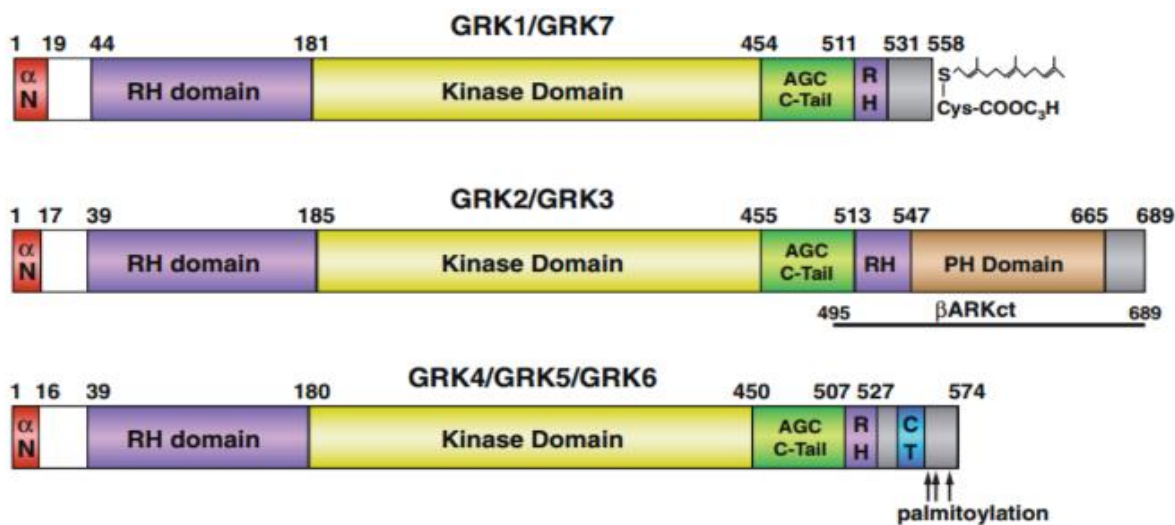 GRK1/GRK7
1 19 44 181 454 511 531 558
α N RH domain Kinase Domain AGC C-Tail R H S
Cys-COOC₃H
GRK2/GRK3
1 17 39 185 455 513 547 665 689
α N RH domain Kinase Domain AGC C-Tail RH PH Domain
495 βARKct 689
GRK4/GRK5/GRK6
1 16 39 180 450 507 527 574
α N RH domain Kinase Domain AGC C-Tail R H C T
palmitoylation